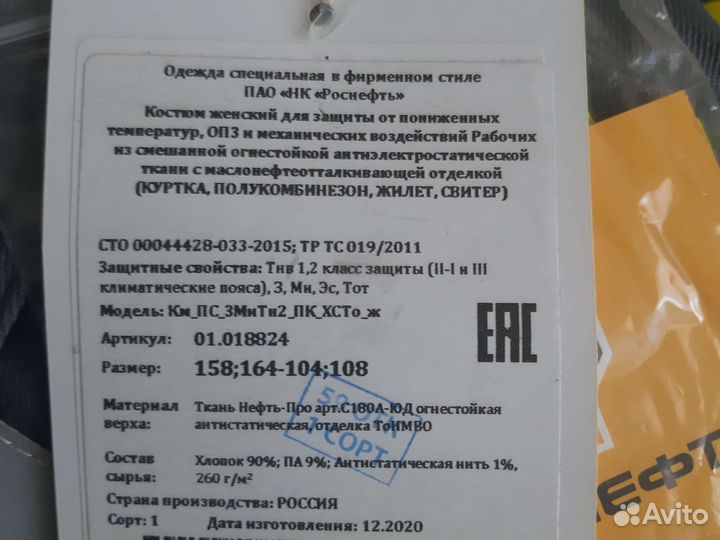 Одежда специальная в фирменном стиле
ПАО «НК «Роснефть»
Костюм женский для защиты от пониженных
температур, ОПЗ и механических воздействий Рабочих
из смешанной огнестойкой антиэлектростатической
ткани с маслонефтеотталкивающей отделкой
(КУРТКА, ПОЛУКОМБИНЕЗОН, ЖИЛЕТ, СВИТЕР)
СТО 00044428-033-2015; ТР ТС 019/2011
Защитные свойства: Тнв 1,2 класс защиты (II-I и III
климатические пояса), З, Ми, Эс, Тот
Модель: Км_ПС_ЗМиТн2_ПК_ХСТо_ж
Артикул: 01.018824
ЕАС
Размер: 158;164-104;108
Материал верха: Ткань Нефть-Про арт.С180А-ЮД огнестойкая
антистатическая, отделка ТоНМВО
ОТК
1 СОРТ
Состав сырья: Хлопок 90%; ПА 9%; Антистатическая нить 1%,
260 г/м²
Страна производства: РОССИЯ
Сорт: 1 Дата изготовления: 12.2020
НЕФТ
Avito